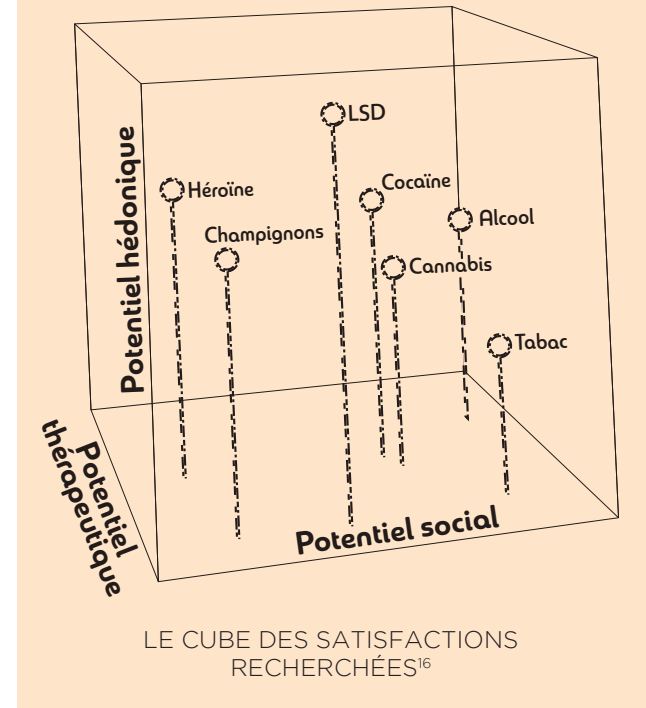 Potentiel hédonique
LSD
Héroïne
Cocaïne
Champignons
Alcool
Cannabis
Tabac
Potentiel
thérapeutique
Potentiel social
LE CUBE DES SATISFACTIONS
RECHERCHÉES16